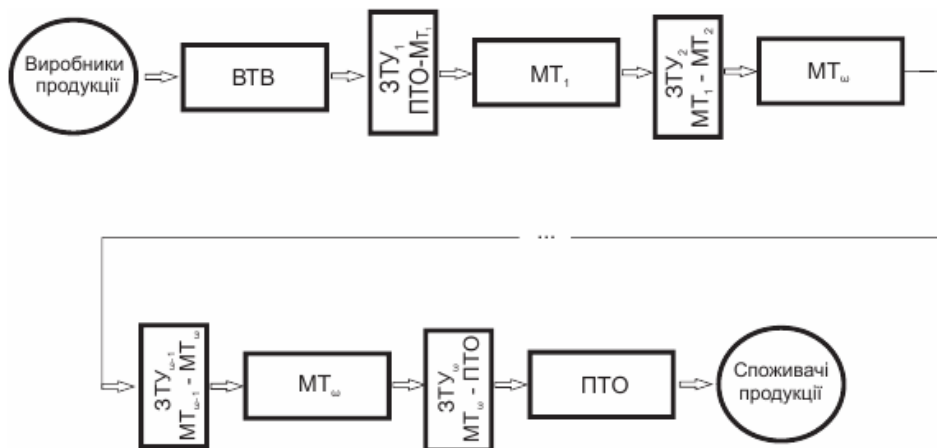 Виробники
продукції
ВТВ
ЗТУ₁
ПТО-Мт₁
МТ₁
ЗТУ₂
МТ₁ - МТ₂
МТω
...
ЗТУω-1
МТω-1 - МТω
МТω
ЗТУω
МТω - ПТО
ПТО
Споживачі
продукції